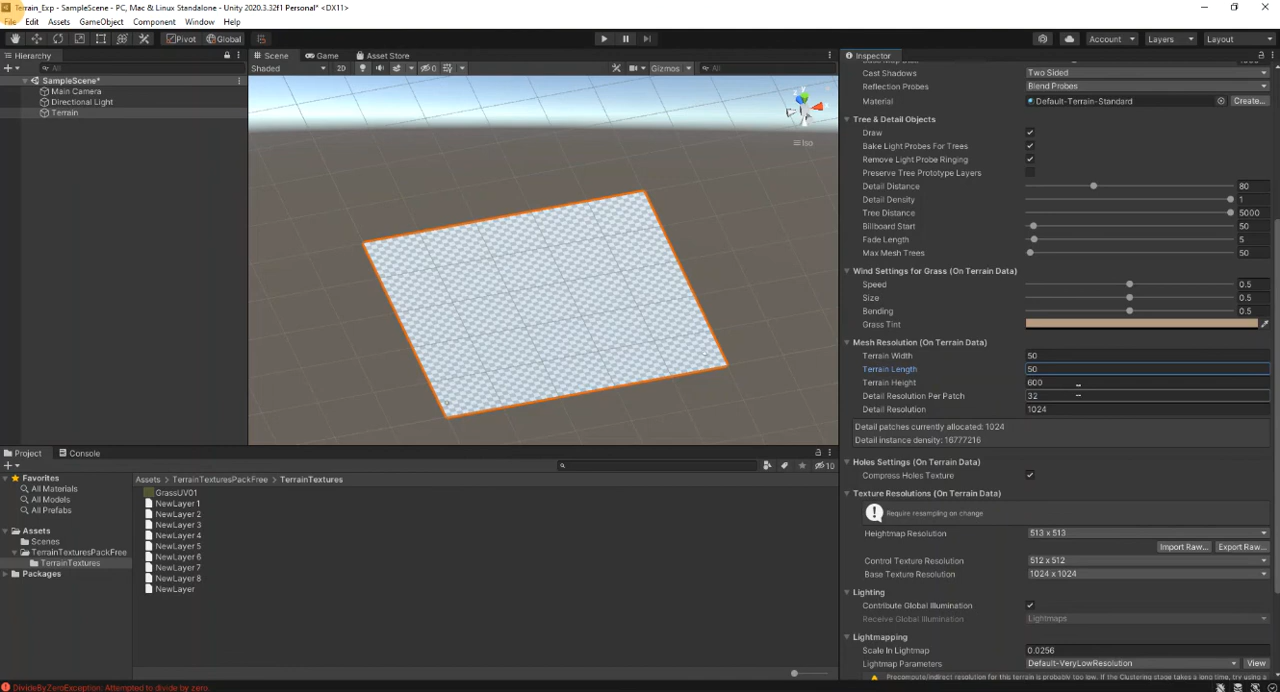 Terrain_Exp - SampleScene - PC, Mac & Linux Standalone - Unity 2020.3.32f1 Personal* <DX11>
File Edit Assets GameObject Component Window Help
Pivot Global Account Layers Layout
Hierarchy
All
SampleScene*
Main Camera
Directional Light
Terrain
Scene Game Asset Store
Shaded 2D 0 Gizmos All
y
Iso
Inspector
Cast Shadows Two Sided
Reflection Probes Blend Probes
Material Default-Terrain-Standard Create...
Tree & Detail Objects
Draw
Bake Light Probes For Trees
Remove Light Probe Ringing
Preserve Tree Prototype Layers
Detail Distance 80
Detail Density 1
Tree Distance 5000
Billboard Start 50
Fade Length 5
Max Mesh Trees 50
Wind Settings for Grass (On Terrain Data)
Speed 0.5
Size 0.5
Bending 0.5
Grass Tint
Mesh Resolution (On Terrain Data)
Terrain Width 50
Terrain Length 50
Terrain Height 600
Detail Resolution Per Patch 32
Detail Resolution 1024
Detail patches currently allocated: 1024
Detail instance density: 16777216
Holes Settings (On Terrain Data)
Compress Holes Texture
Texture Resolutions (On Terrain Data)
Require resampling on change
Heightmap Resolution 513 x 513
Import Raw... Export Raw...
Control Texture Resolution 512 x 512
Base Texture Resolution 1024 x 1024
Lighting
Contribute Global Illumination
Receive Global Illumination Lightmaps
Lightmapping
Scale In Lightmap 0.0256
Lightmap Parameters Default-VeryLowResolution View
Precompute/indirect resolution for this terrain is probably too low. If the Clustering stage takes a long time, try using a
Project Console
10
Favorites
All Materials
All Models
All Prefabs
Assets
Scenes
TerrainTexturesPackFree
TerrainTextures
Packages
Assets > TerrainTexturesPackFree > TerrainTextures
GrassUV01
NewLayer 1
NewLayer 2
NewLayer 3
NewLayer 4
NewLayer 5
NewLayer 6
NewLayer 7
NewLayer 8
NewLayer
DivideByZeroException: Attempted to divide by zero.